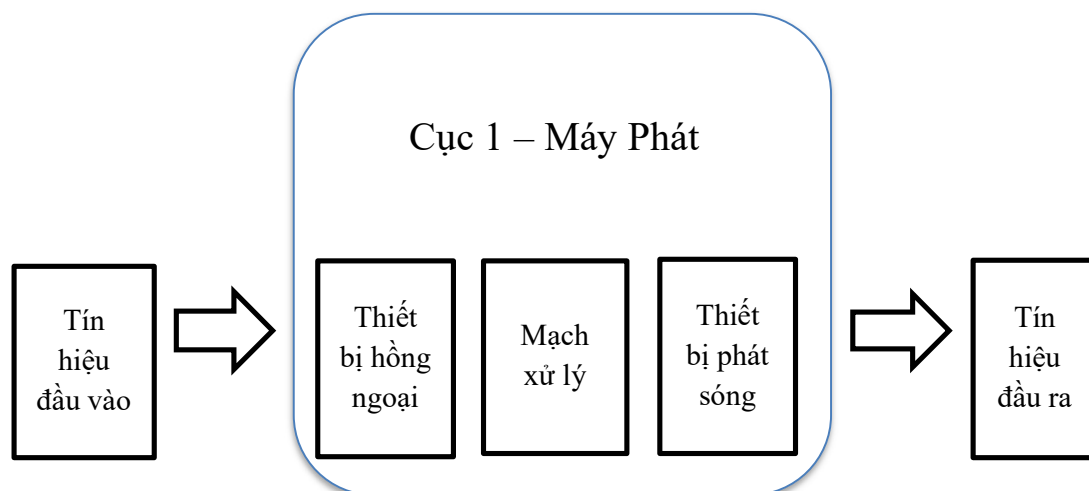 Cục 1 – Máy Phát
Tín
hiệu
đầu vào
Thiết
bị hồng
ngoại
Mạch
xử lý
Thiết
bị phát
sóng
Tín
hiệu
đầu ra